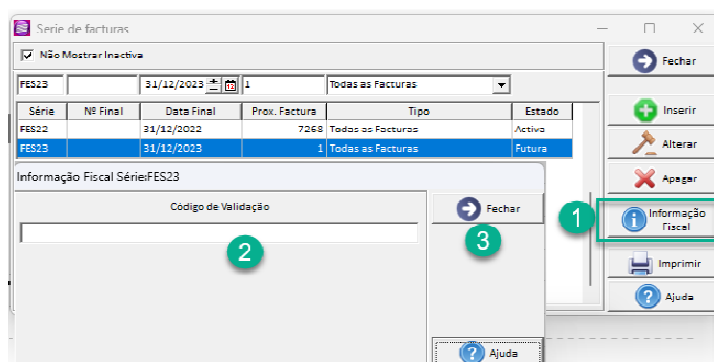 Serie de facturas
Não Mostrar Inactiva
Fechar
FES23 31/12/2023 12 1 Todas as Facturas
Série Nº Final Data Final Prox. Factura Tipo Estado
FES22 31/12/2022 7268 Todas as Facturas Activa
FES23 31/12/2023 1 Todas as Facturas Futura
Inserir
Alterar
Apagar
Informação Fiscal Série:FES23
Código de Validação
Fechar
1
Informação
Fiscal
2
3
Imprimir
Ajuda
Ajuda